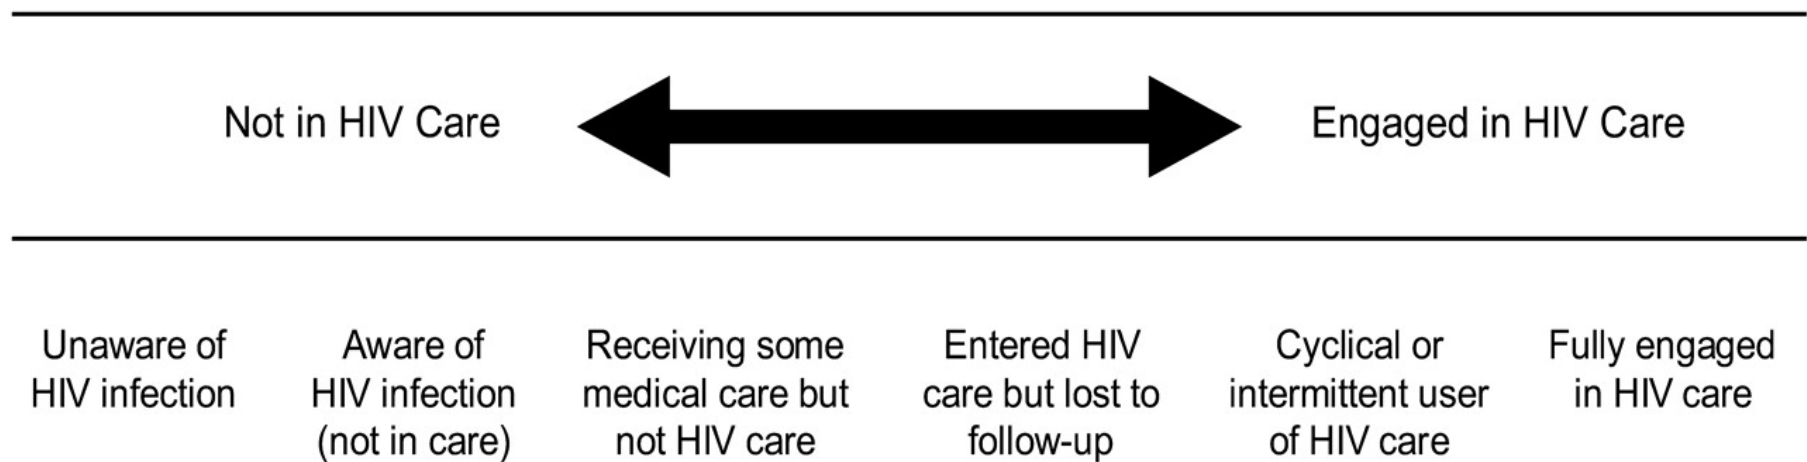 Not in HIV Care
Engaged in HIV Care
Unaware of
HIV infection
Aware of
HIV infection
(not in care)
Receiving some
medical care but
not HIV care
Entered HIV
care but lost to
follow-up
Cyclical or
intermittent user
of HIV care
Fully engaged
in HIV care